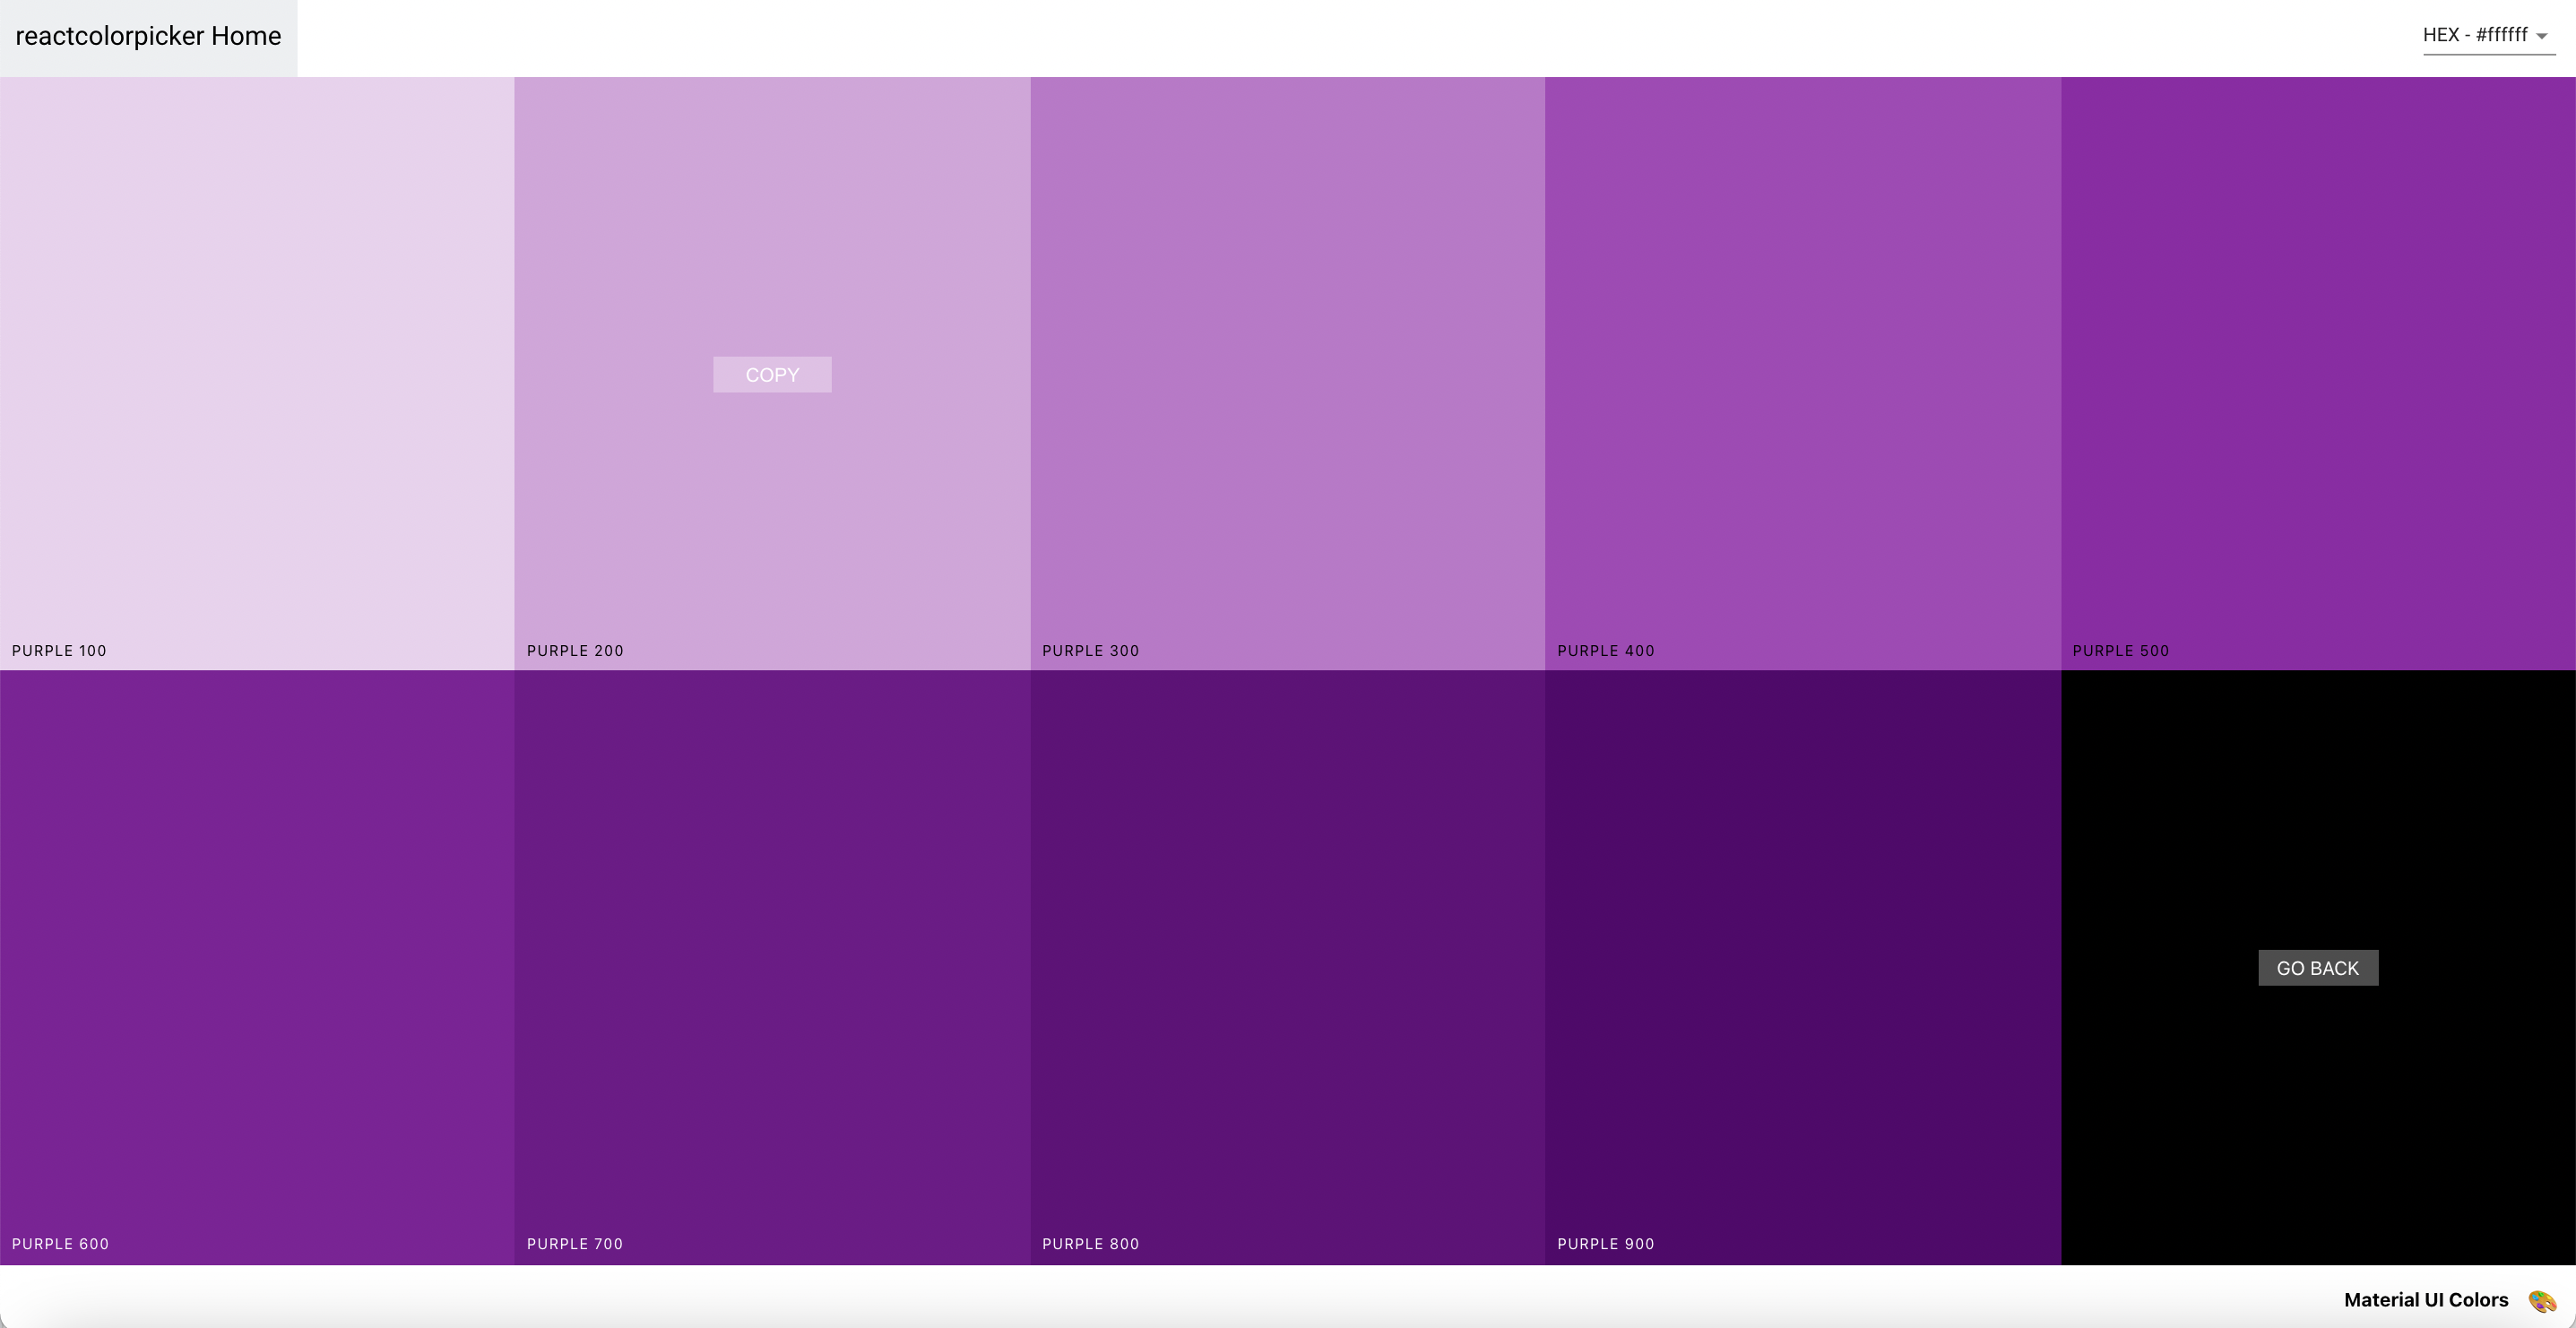 reactcolorpicker Home
HEX - #ffffff
COPY
PURPLE 100
PURPLE 200
PURPLE 300
PURPLE 400
PURPLE 500
GO BACK
PURPLE 600
PURPLE 700
PURPLE 800
PURPLE 900
Material UI Colors